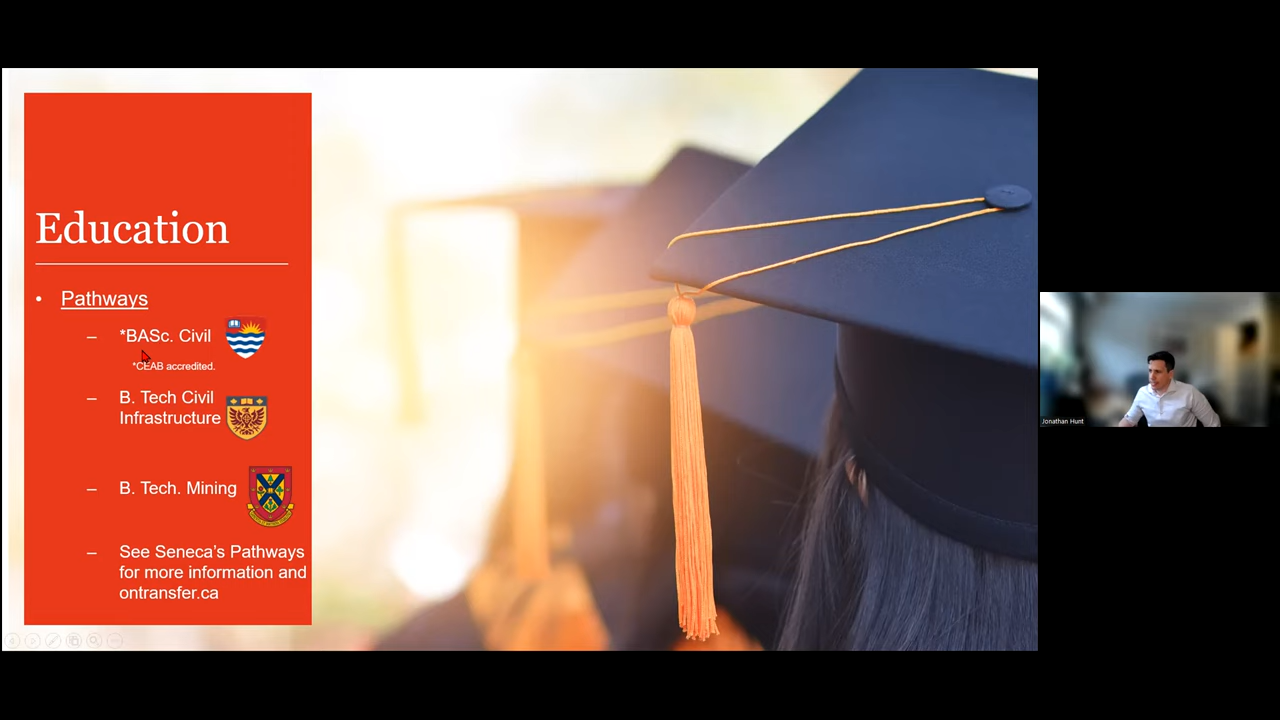 Education
• Pathways
– *BASc. Civil
*CEAB accredited.
– B. Tech Civil
Infrastructure
– B. Tech. Mining
– See Seneca's Pathways
for more information and
ontransfer.ca
Jonathan Hunt